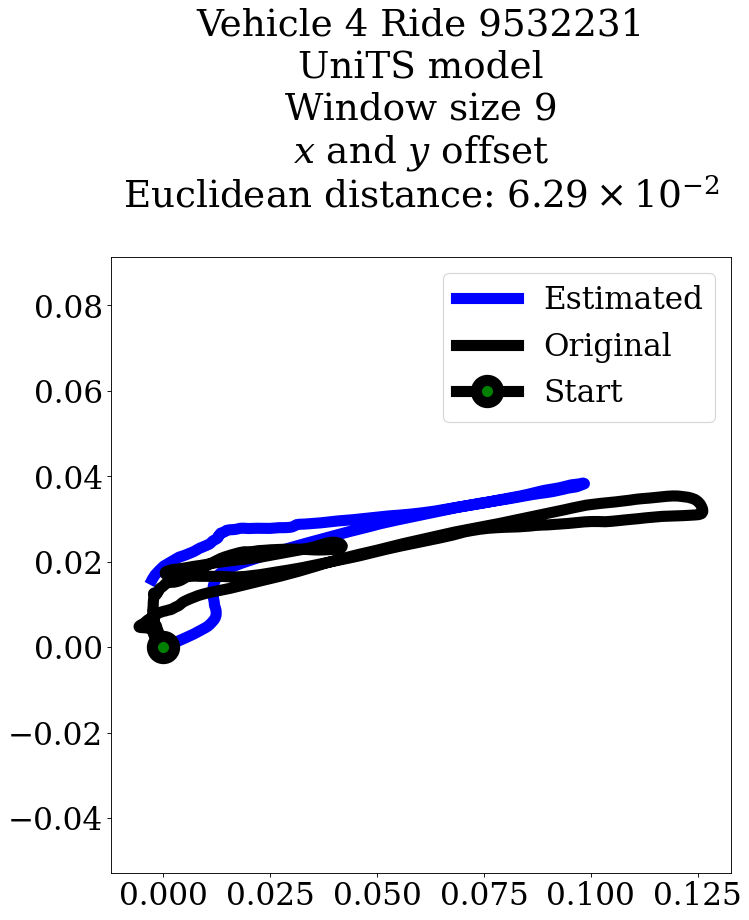 Vehicle 4 Ride 9532231
UniTS model
Window size 9
x and y offset
Euclidean distance: 6.29 × 10⁻²
Estimated
Original
Start
0.08
0.06
0.04
0.02
0.00
−0.02
−0.04
0.000 0.025 0.050 0.075 0.100 0.125